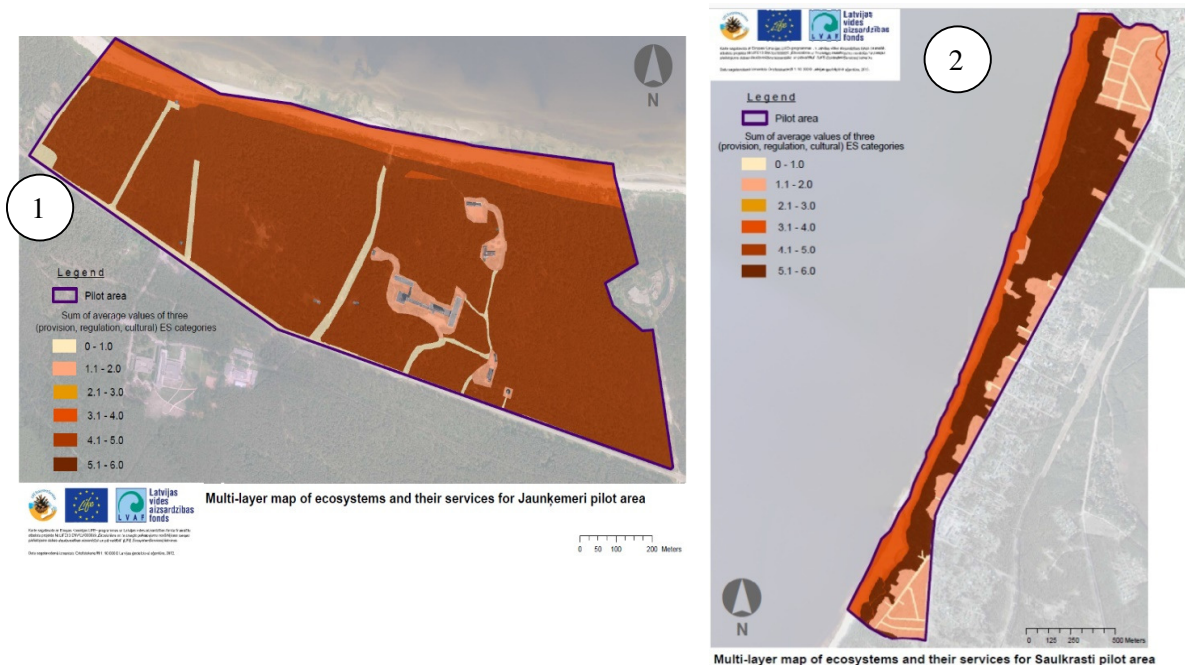 1
N
Legend
Pilot area
Sum of average values of three
(provision, regulation, cultural) ES categories
0 - 1.0
1.1 - 2.0
2.1 - 3.0
3.1 - 4.0
4.1 - 5.0
5.1 - 6.0
Life
LVAF
Latvijas
vides
aizsardzības
fonds
Multi-layer map of ecosystems and their services for Jaunķemeri pilot area
0 50 100 200 Meters
Life
LVAF
Latvijas
vides
aizsardzības
fonds
2
Legend
Pilot area
Sum of average values of three
(provision, regulation, cultural) ES categories
0 - 1.0
1.1 - 2.0
2.1 - 3.0
3.1 - 4.0
4.1 - 5.0
5.1 - 6.0
N
0 125 250 500 Meters
Multi-layer map of ecosystems and their services for Saulkrasti pilot area